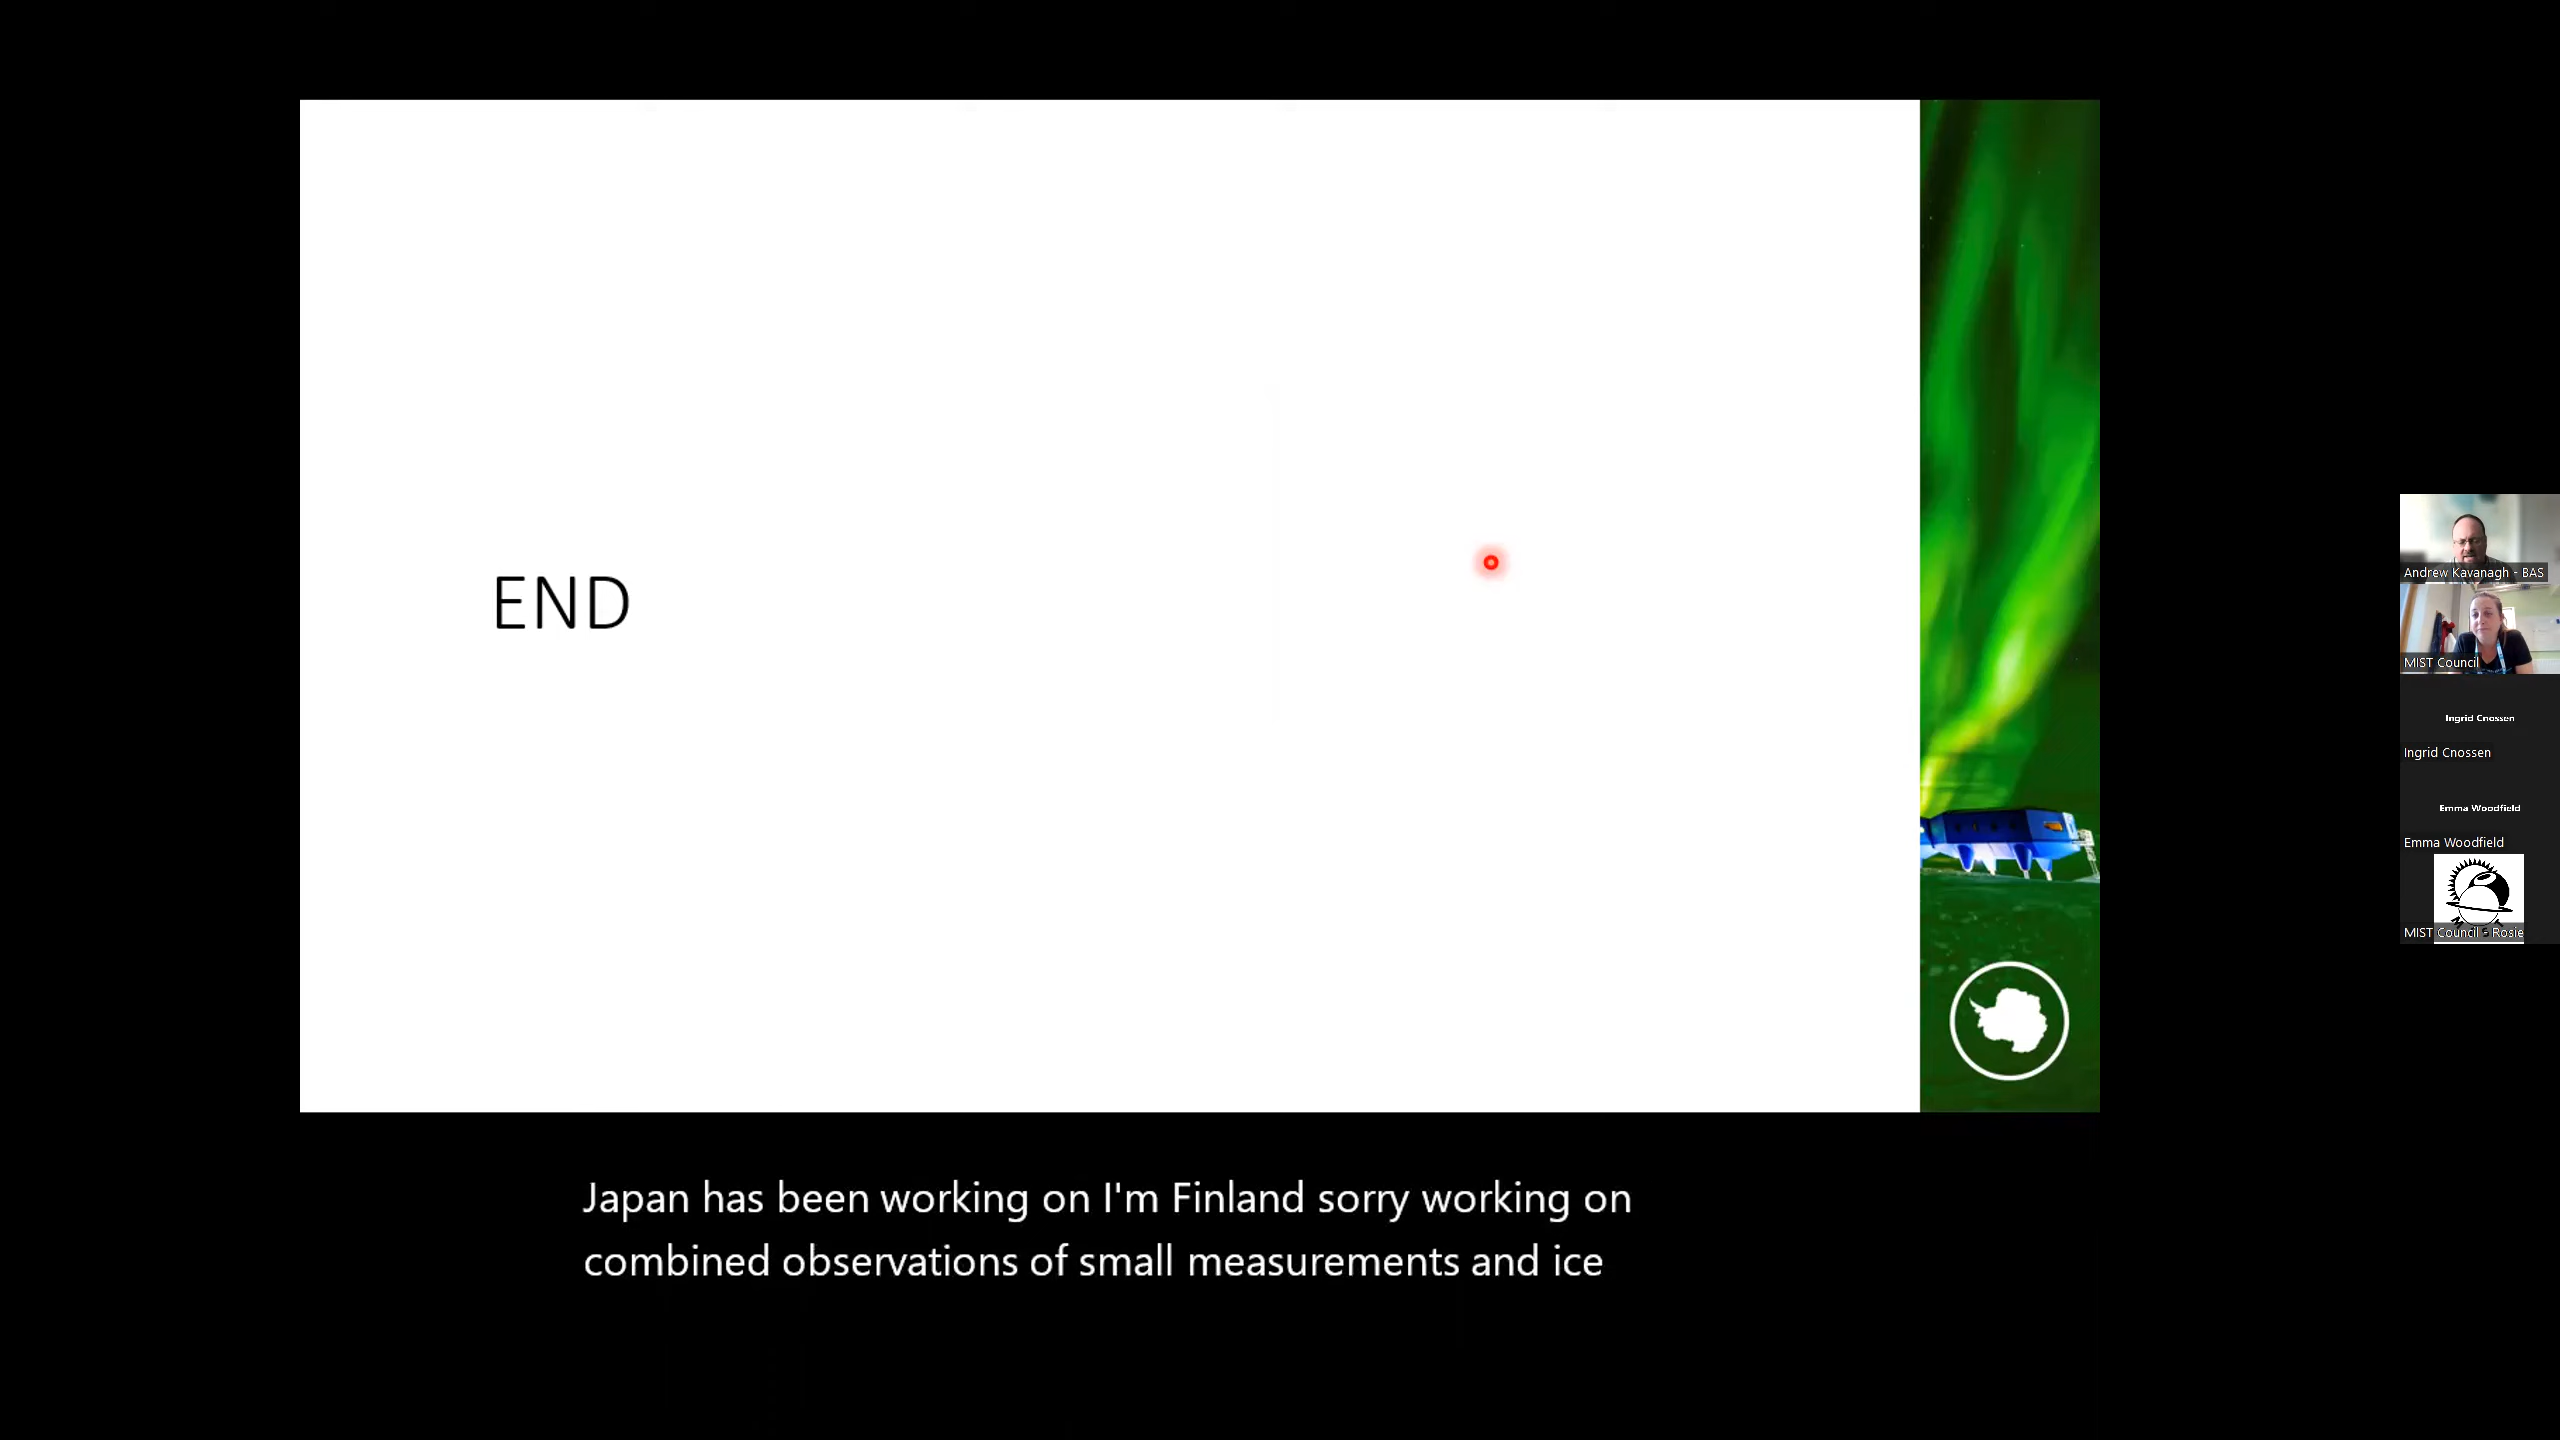 END
Andrew Kavanagh - BAS
MIST Council
Ingrid Cnossen
Ingrid Cnossen
Emma Woodfield
Emma Woodfield
MIST Council - Rosie
Japan has been working on I'm Finland sorry working on
combined observations of small measurements and ice